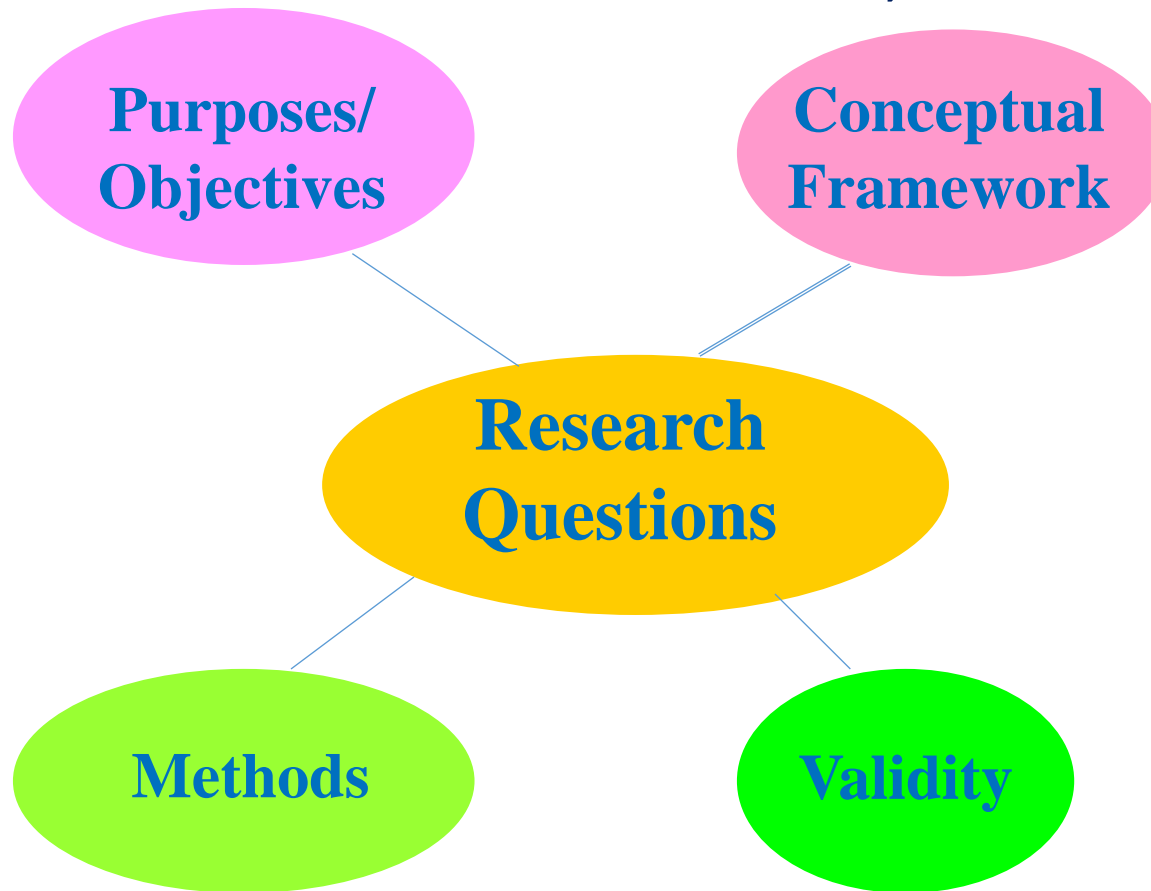 Purposes/
Objectives
Conceptual
Framework
Research
Questions
Methods
Validity